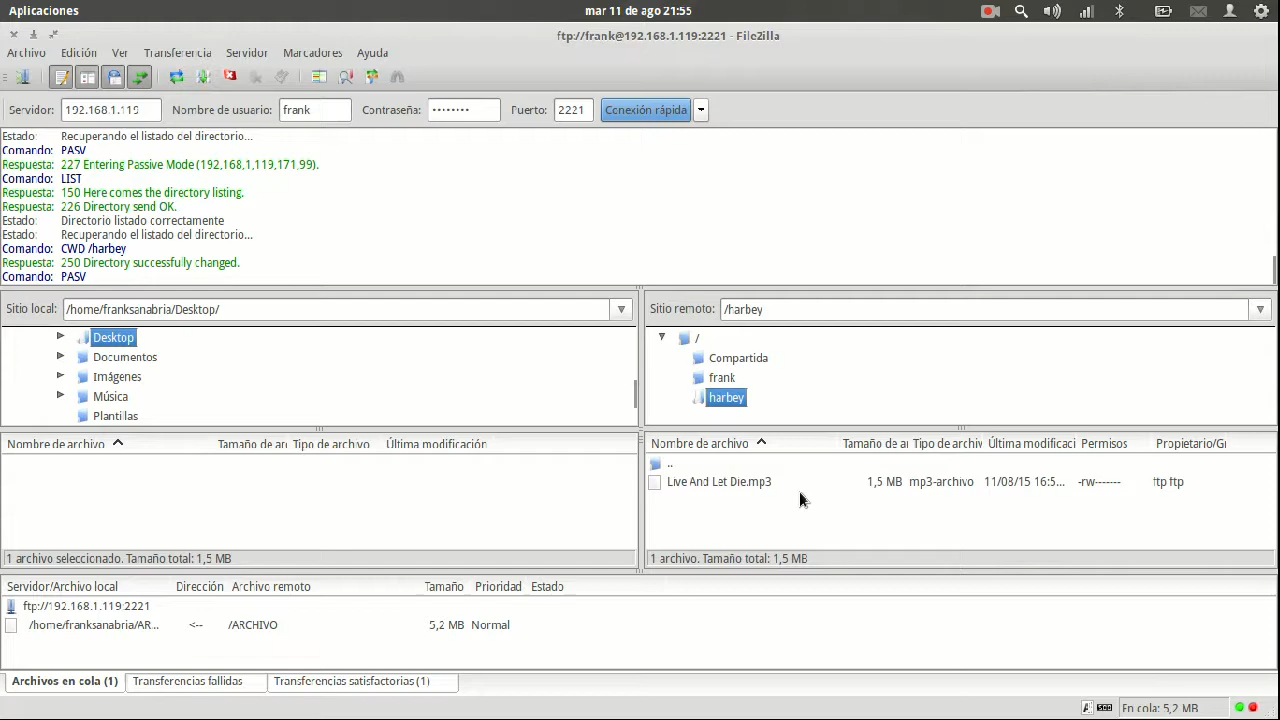 Aplicaciones mar 11 de ago 21:55
ftp://frank@192.168.1.119:2221 - FileZilla
Archivo Edición Ver Transferencia Servidor Marcadores Ayuda
Servidor: 192.168.1.119 Nombre de usuario: frank Contraseña: •••••••• Puerto: 2221 Conexión rápida
Estado: Recuperando el listado del directorio...
Comando: PASV
Respuesta: 227 Entering Passive Mode (192,168,1,119,171,99).
Comando: LIST
Respuesta: 150 Here comes the directory listing.
Respuesta: 226 Directory send OK.
Estado: Directorio listado correctamente
Estado: Recuperando el listado del directorio...
Comando: CWD /harbey
Respuesta: 250 Directory successfully changed.
Comando: PASV
Sitio local: /home/franksanabria/Desktop/
Desktop
Documentos
Imágenes
Música
Plantillas
Nombre de archivo Tamaño de arc Tipo de archivo Última modificación
1 archivo seleccionado. Tamaño total: 1,5 MB
Sitio remoto: /harbey
/
Compartida
frank
harbey
Nombre de archivo Tamaño de ar Tipo de archiv Última modificaci Permisos Propietario/Gr
..
Live And Let Die.mp3 1,5 MB mp3-archivo 11/08/15 16:5... -rw------- ftp ftp
1 archivo. Tamaño total: 1,5 MB
Servidor/Archivo local Dirección Archivo remoto Tamaño Prioridad Estado
ftp://192.168.1.119:2221
/home/franksanabria/AR... <-- /ARCHIVO 5,2 MB Normal
Archivos en cola (1) Transferencias fallidas Transferencias satisfactorias (1)
En cola: 5,2 MB